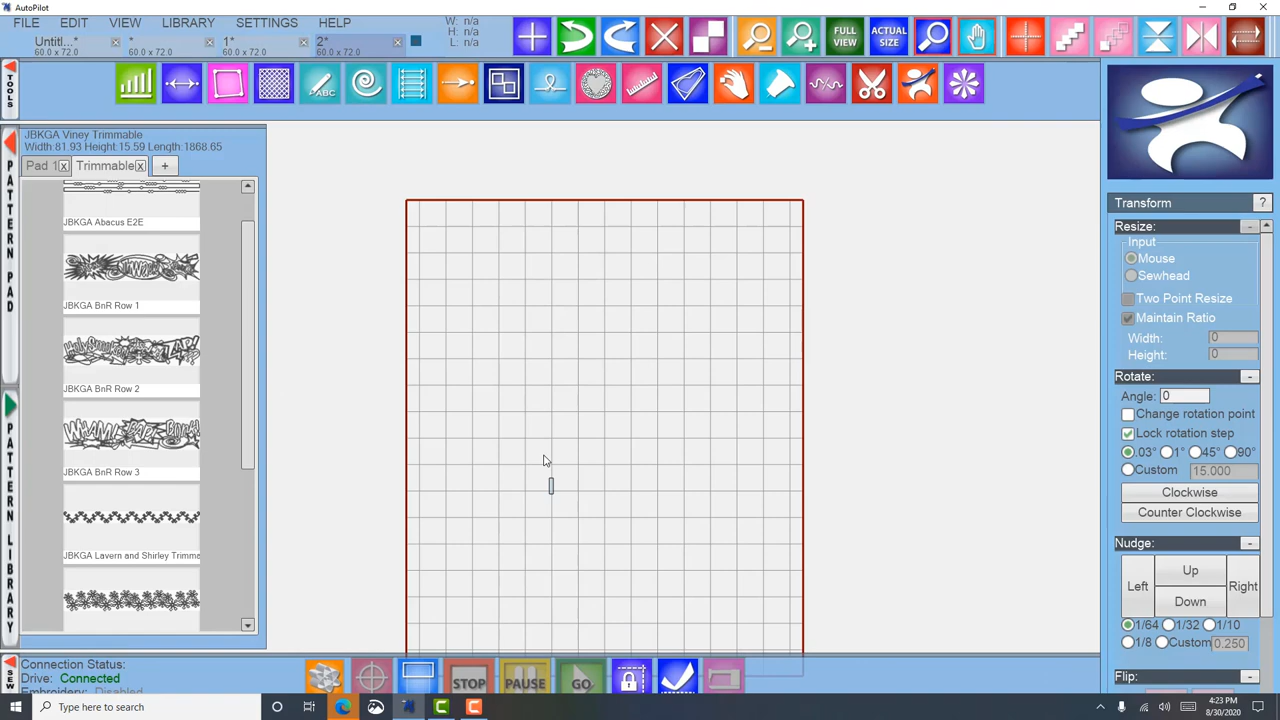 AutoPilot
FILE EDIT VIEW LIBRARY SETTINGS HELP
W: n/a
H: n/a
L: n/a
Untitl...* x * x 1* x 2* x
60.0 x 72.0 60.0 x 72.0 60.0 x 72.0 60.0 x 72.0
FULL VIEW
ACTUAL SIZE
TOOLS
ABC
JBKGA Viney Trimmable
Width:81.93 Height:15.59 Length:1868.65
Pad 1 x Trimmable x +
PATTERN PAD
PATTERN LIBRARY
JBKGA Abacus E2E
JBKGA BnR Row 1
JBKGA BnR Row 2
JBKGA BnR Row 3
JBKGA Lavern and Shirley Trimma
Transform ?
Resize: -
Input
Mouse
Sewhead
Two Point Resize
Maintain Ratio
Width: 0
Height: 0
Rotate: -
Angle: 0
Change rotation point
Lock rotation step
.03° 1° 45° 90°
Custom 15.000
Clockwise
Counter Clockwise
Nudge: -
Left Up Right
Down
1/64 1/32 1/10
1/8 Custom 0.250
Flip: -
SEW
Connection Status:
Drive: Connected
Embroidery: Disabled
STOP PAUSE GO
Type here to search
4:23 PM
8/30/2020